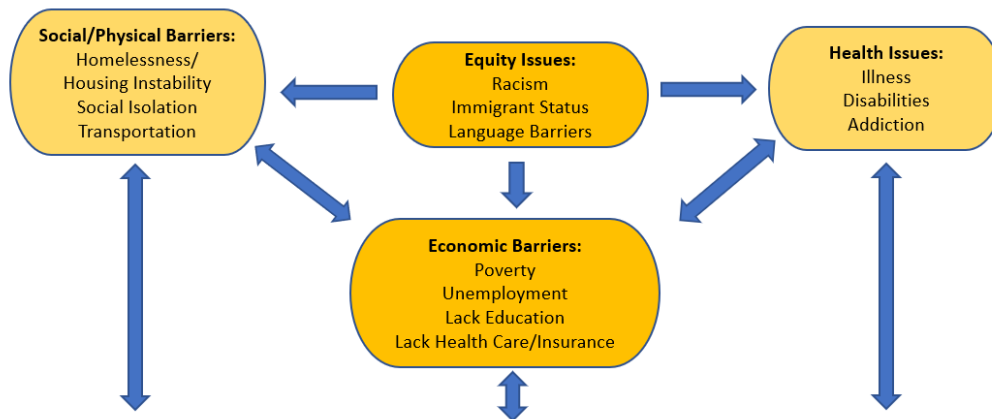 Social/Physical Barriers:
Homelessness/
Housing Instability
Social Isolation
Transportation
Equity Issues:
Racism
Immigrant Status
Language Barriers
Health Issues:
Illness
Disabilities
Addiction
Economic Barriers:
Poverty
Unemployment
Lack Education
Lack Health Care/Insurance